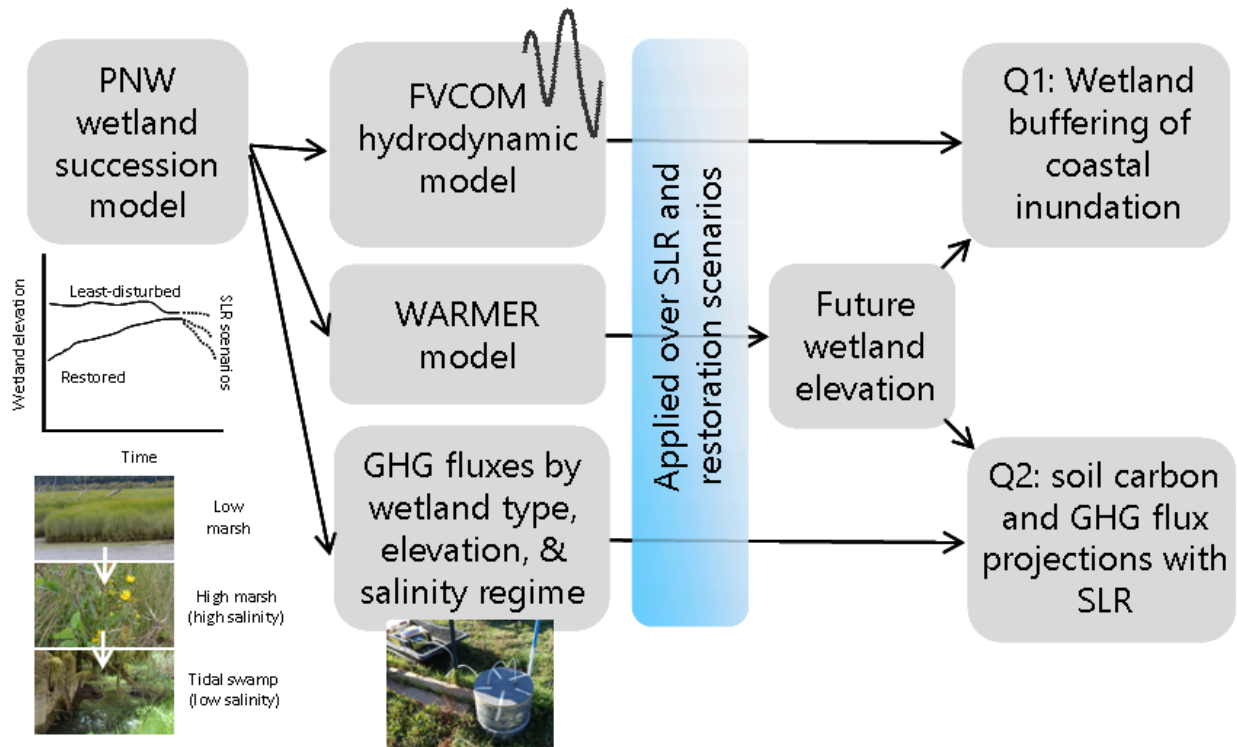 PNW
wetland
succession
model
FVCOM
hydrodynamic
model
Q1: Wetland
buffering of
coastal
inundation
Wetland elevation
Least-disturbed
Restored
SLR scenarios
Time
WARMER
model
Applied over SLR and
restoration scenarios
Future
wetland
elevation
GHG fluxes by
wetland type,
elevation, &
salinity regime
Q2: soil carbon
and GHG flux
projections with
SLR
Low
marsh
High marsh
(high salinity)
Tidal swamp
(low salinity)